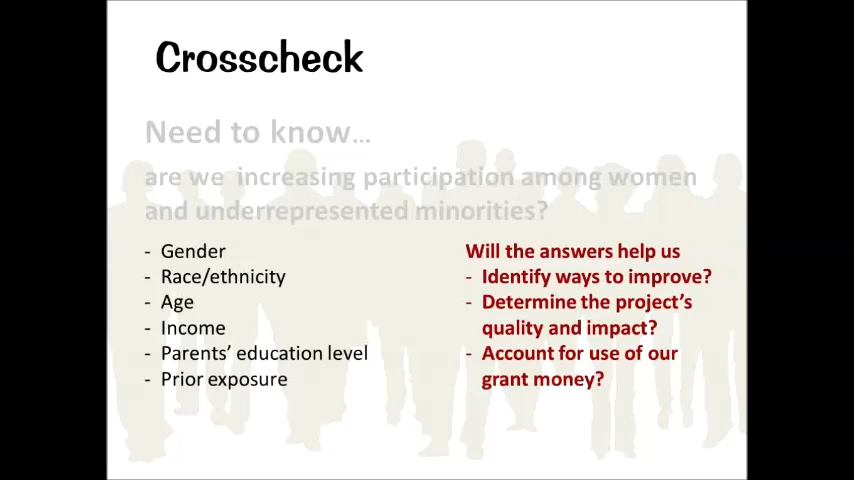 Crosscheck
Need to know...
are we increasing participation among women
and underrepresented minorities?
- Gender
- Race/ethnicity
- Age
- Income
- Parents' education level
- Prior exposure
Will the answers help us
- Identify ways to improve?
- Determine the project's
quality and impact?
- Account for use of our
grant money?